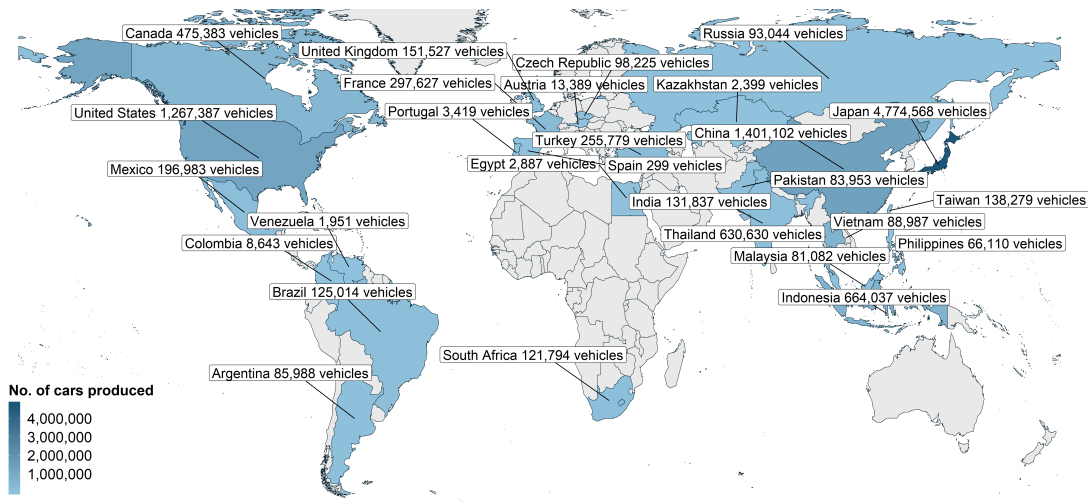 Canada 475,383 vehicles
Russia 93,044 vehicles
United Kingdom 151,527 vehicles
Czech Republic 98,225 vehicles
France 297,627 vehicles
Austria 13,389 vehicles
Kazakhstan 2,399 vehicles
United States 1,267,387 vehicles
Portugal 3,419 vehicles
Japan 4,774,568 vehicles
China 1,401,102 vehicles
Turkey 255,779 vehicles
Mexico 196,983 vehicles
Egypt 2,887 vehicles
Spain 299 vehicles
Pakistan 83,953 vehicles
India 131,837 vehicles
Taiwan 138,279 vehicles
Venezuela 1,951 vehicles
Vietnam 88,987 vehicles
Thailand 630,630 vehicles
Colombia 8,643 vehicles
Philippines 66,110 vehicles
Malaysia 81,082 vehicles
Brazil 125,014 vehicles
Indonesia 664,037 vehicles
South Africa 121,794 vehicles
Argentina 85,988 vehicles
No. of cars produced
4,000,000
3,000,000
2,000,000
1,000,000